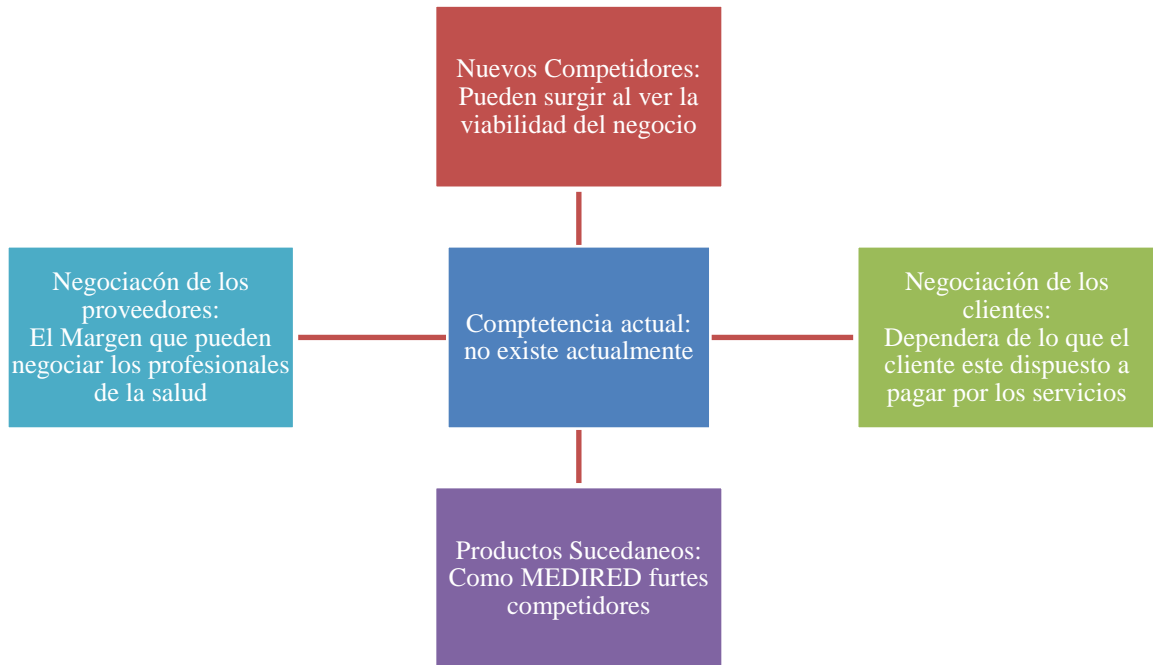 Nuevos Competidores:
Pueden surgir al ver la
viabilidad del negocio
Negociacón de los
proveedores:
El Margen que pueden
negociar los profesionales
de la salud
Comptetencia actual:
no existe actualmente
Negociación de los
clientes:
Dependera de lo que el
cliente este dispuesto a
pagar por los servicios
Productos Sucedaneos:
Como MEDIRED furtes
competidores